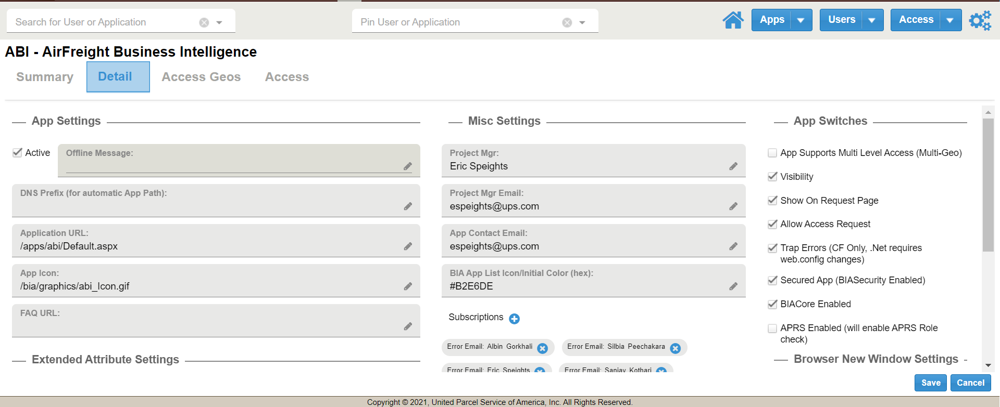 Search for User or Application
Pin User or Application
Apps
Users
Access
ABI - AirFreight Business Intelligence
Summary
Detail
Access Geos
Access
App Settings
Active
Offline Message:
DNS Prefix (for automatic App Path):
Application URL:
/apps/abi/Default.aspx
App Icon:
/bia/graphics/abi_Icon.gif
FAQ URL:
Extended Attribute Settings
Misc Settings
Project Mgr:
Eric Speights
Project Mgr Email:
espeights@ups.com
App Contact Email:
espeights@ups.com
BIA App List Icon/Initial Color (hex):
#B2E6DE
Subscriptions
Error Email: Albin Gorkhali
Error Email: Silbia Peechakara
Error Email: Eric Speights
Error Email: Sanjay Kothari
App Switches
App Supports Multi Level Access (Multi-Geo)
Visibility
Show On Request Page
Allow Access Request
Trap Errors (CF Only, .Net requires
web.config changes)
Secured App (BIASecurity Enabled)
BIACore Enabled
APRS Enabled (will enable APRS Role
check)
Browser New Window Settings
Save
Cancel
Copyright © 2021, United Parcel Service of America, Inc. All Rights Reserved.